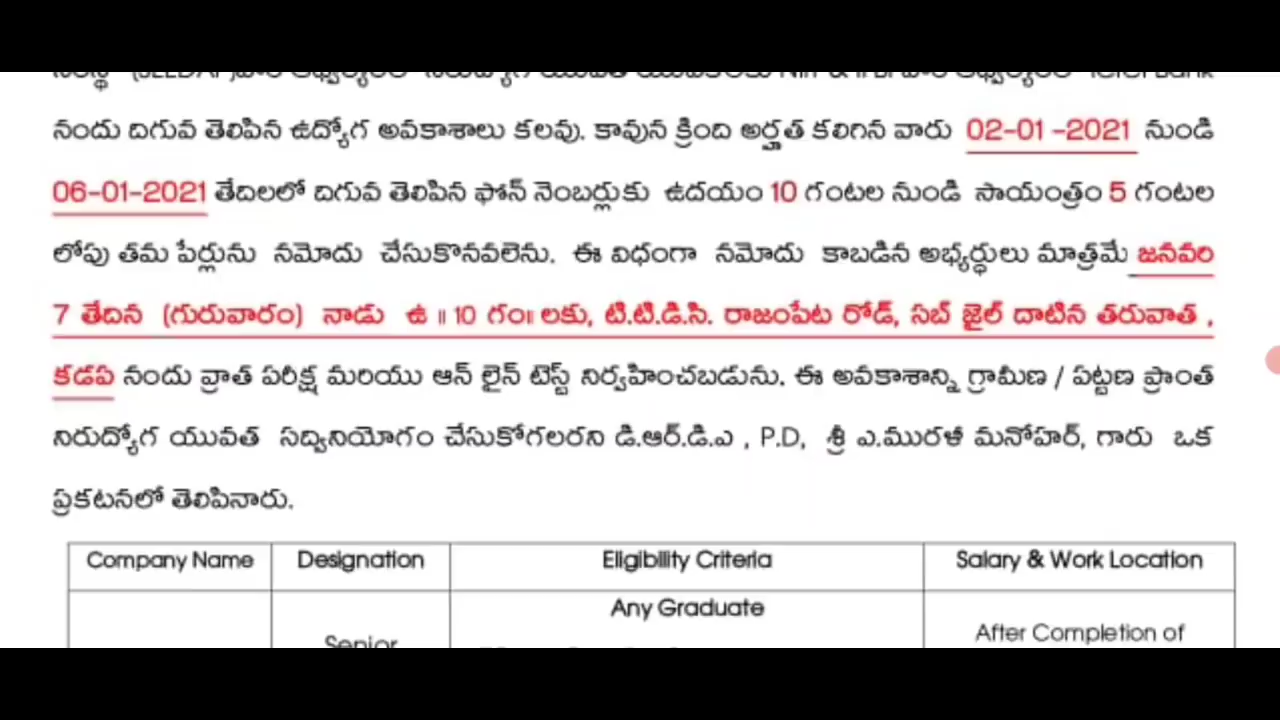 నందు దిగువ తెలిపిన ఉద్యోగ అవకాశాలు కలవు. కావున క్రింది అర్హత కలిగిన వారు 02-01 -2021 నుండి
06-01-2021 తేదిలలో దిగువ తెలిపిన ఫోన్ నెంబర్లుకు ఉదయం 10 గంటల నుండి సాయంత్రం 5 గంటల
లోపు తమ పేర్లును నమోదు చేసుకొనవలెను. ఈ విధంగా నమోదు కాబడిన అభ్యర్ధులు మాత్రమే జనవరి
7 తేదిన (గురువారం) నాడు ఉ॥10 గం॥లకు, టి.టి.డి.సి. రాజంపేట రోడ్, సబ్ జైల్ దాటిన తరువాత ,
కడప నందు వ్రాత పరీక్ష మరియు ఆన్ లైన్ టెస్ట్ నిర్వహించబడును. ఈ అవకాశాన్ని గ్రామీణ / పట్టణ ప్రాంత
నిరుద్యోగ యువత సద్వినియోగం చేసుకోగలరని డి.ఆర్.డి.ఎ , P.D, శ్రీ ఎ.మురళీ మనోహర్, గారు ఒక
ప్రకటనలో తెలిపినారు.
Company Name Designation Eligibility Criteria Salary & Work Location
Any Graduate
Senior After Completion of